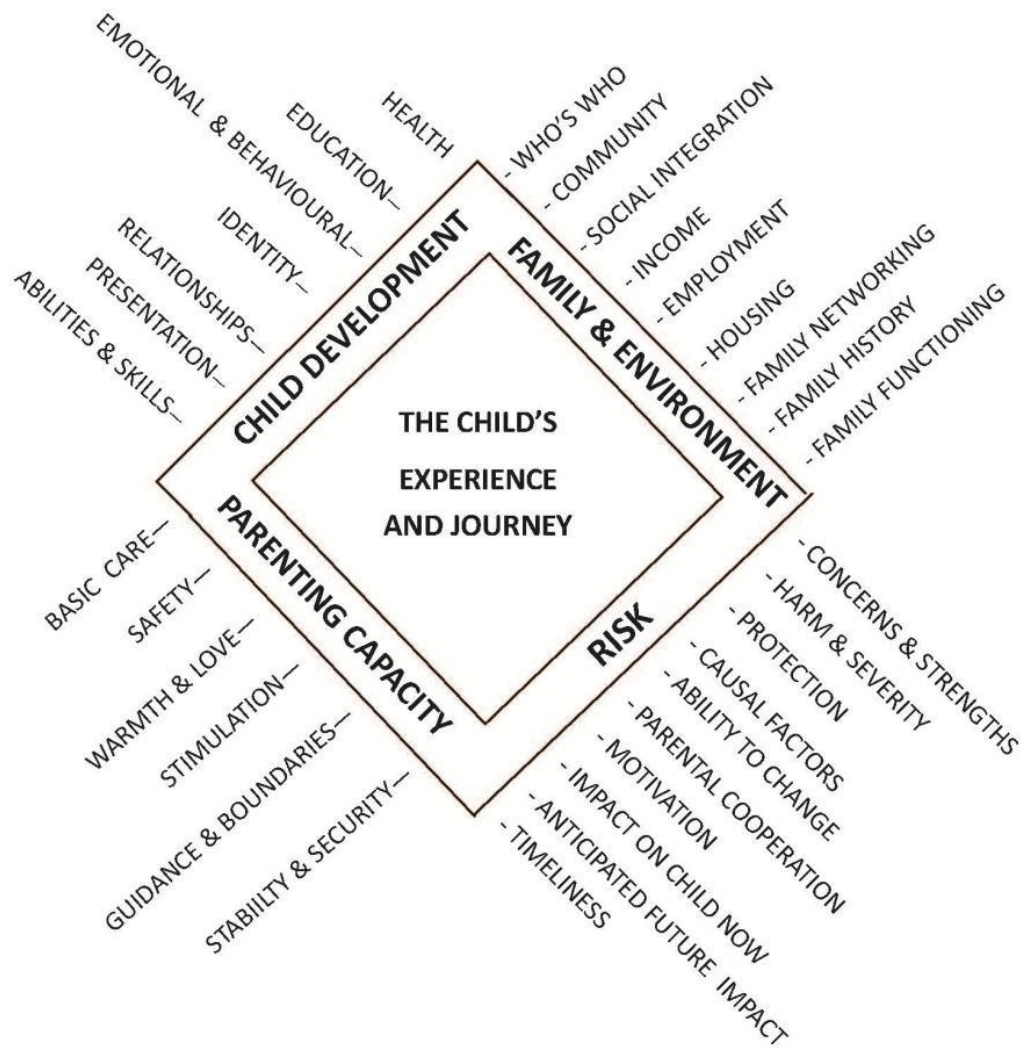 HEALTH
EDUCATION—
EMOTIONAL & BEHAVIOURAL—
IDENTITY—
RELATIONSHIPS—
PRESENTATION—
ABILITIES & SKILLS—
CHILD DEVELOPMENT
- WHO'S WHO
- COMMUNITY
- SOCIAL INTEGRATION
- INCOME
- EMPLOYMENT
- HOUSING
- FAMILY NETWORKING
- FAMILY HISTORY
- FAMILY FUNCTIONING
FAMILY & ENVIRONMENT
THE CHILD'S
EXPERIENCE
AND JOURNEY
PARENTING CAPACITY
BASIC CARE—
SAFETY—
WARMTH & LOVE—
STIMULATION—
GUIDANCE & BOUNDARIES—
STABIILTY & SECURITY—
RISK
- CONCERNS & STRENGTHS
- HARM & SEVERITY
- PROTECTION
- CAUSAL FACTORS
- ABILITY TO CHANGE
- PARENTAL COOPERATION
- MOTIVATION
- IMPACT ON CHILD NOW
- ANTICIPATED FUTURE IMPACT
- TIMELINESS